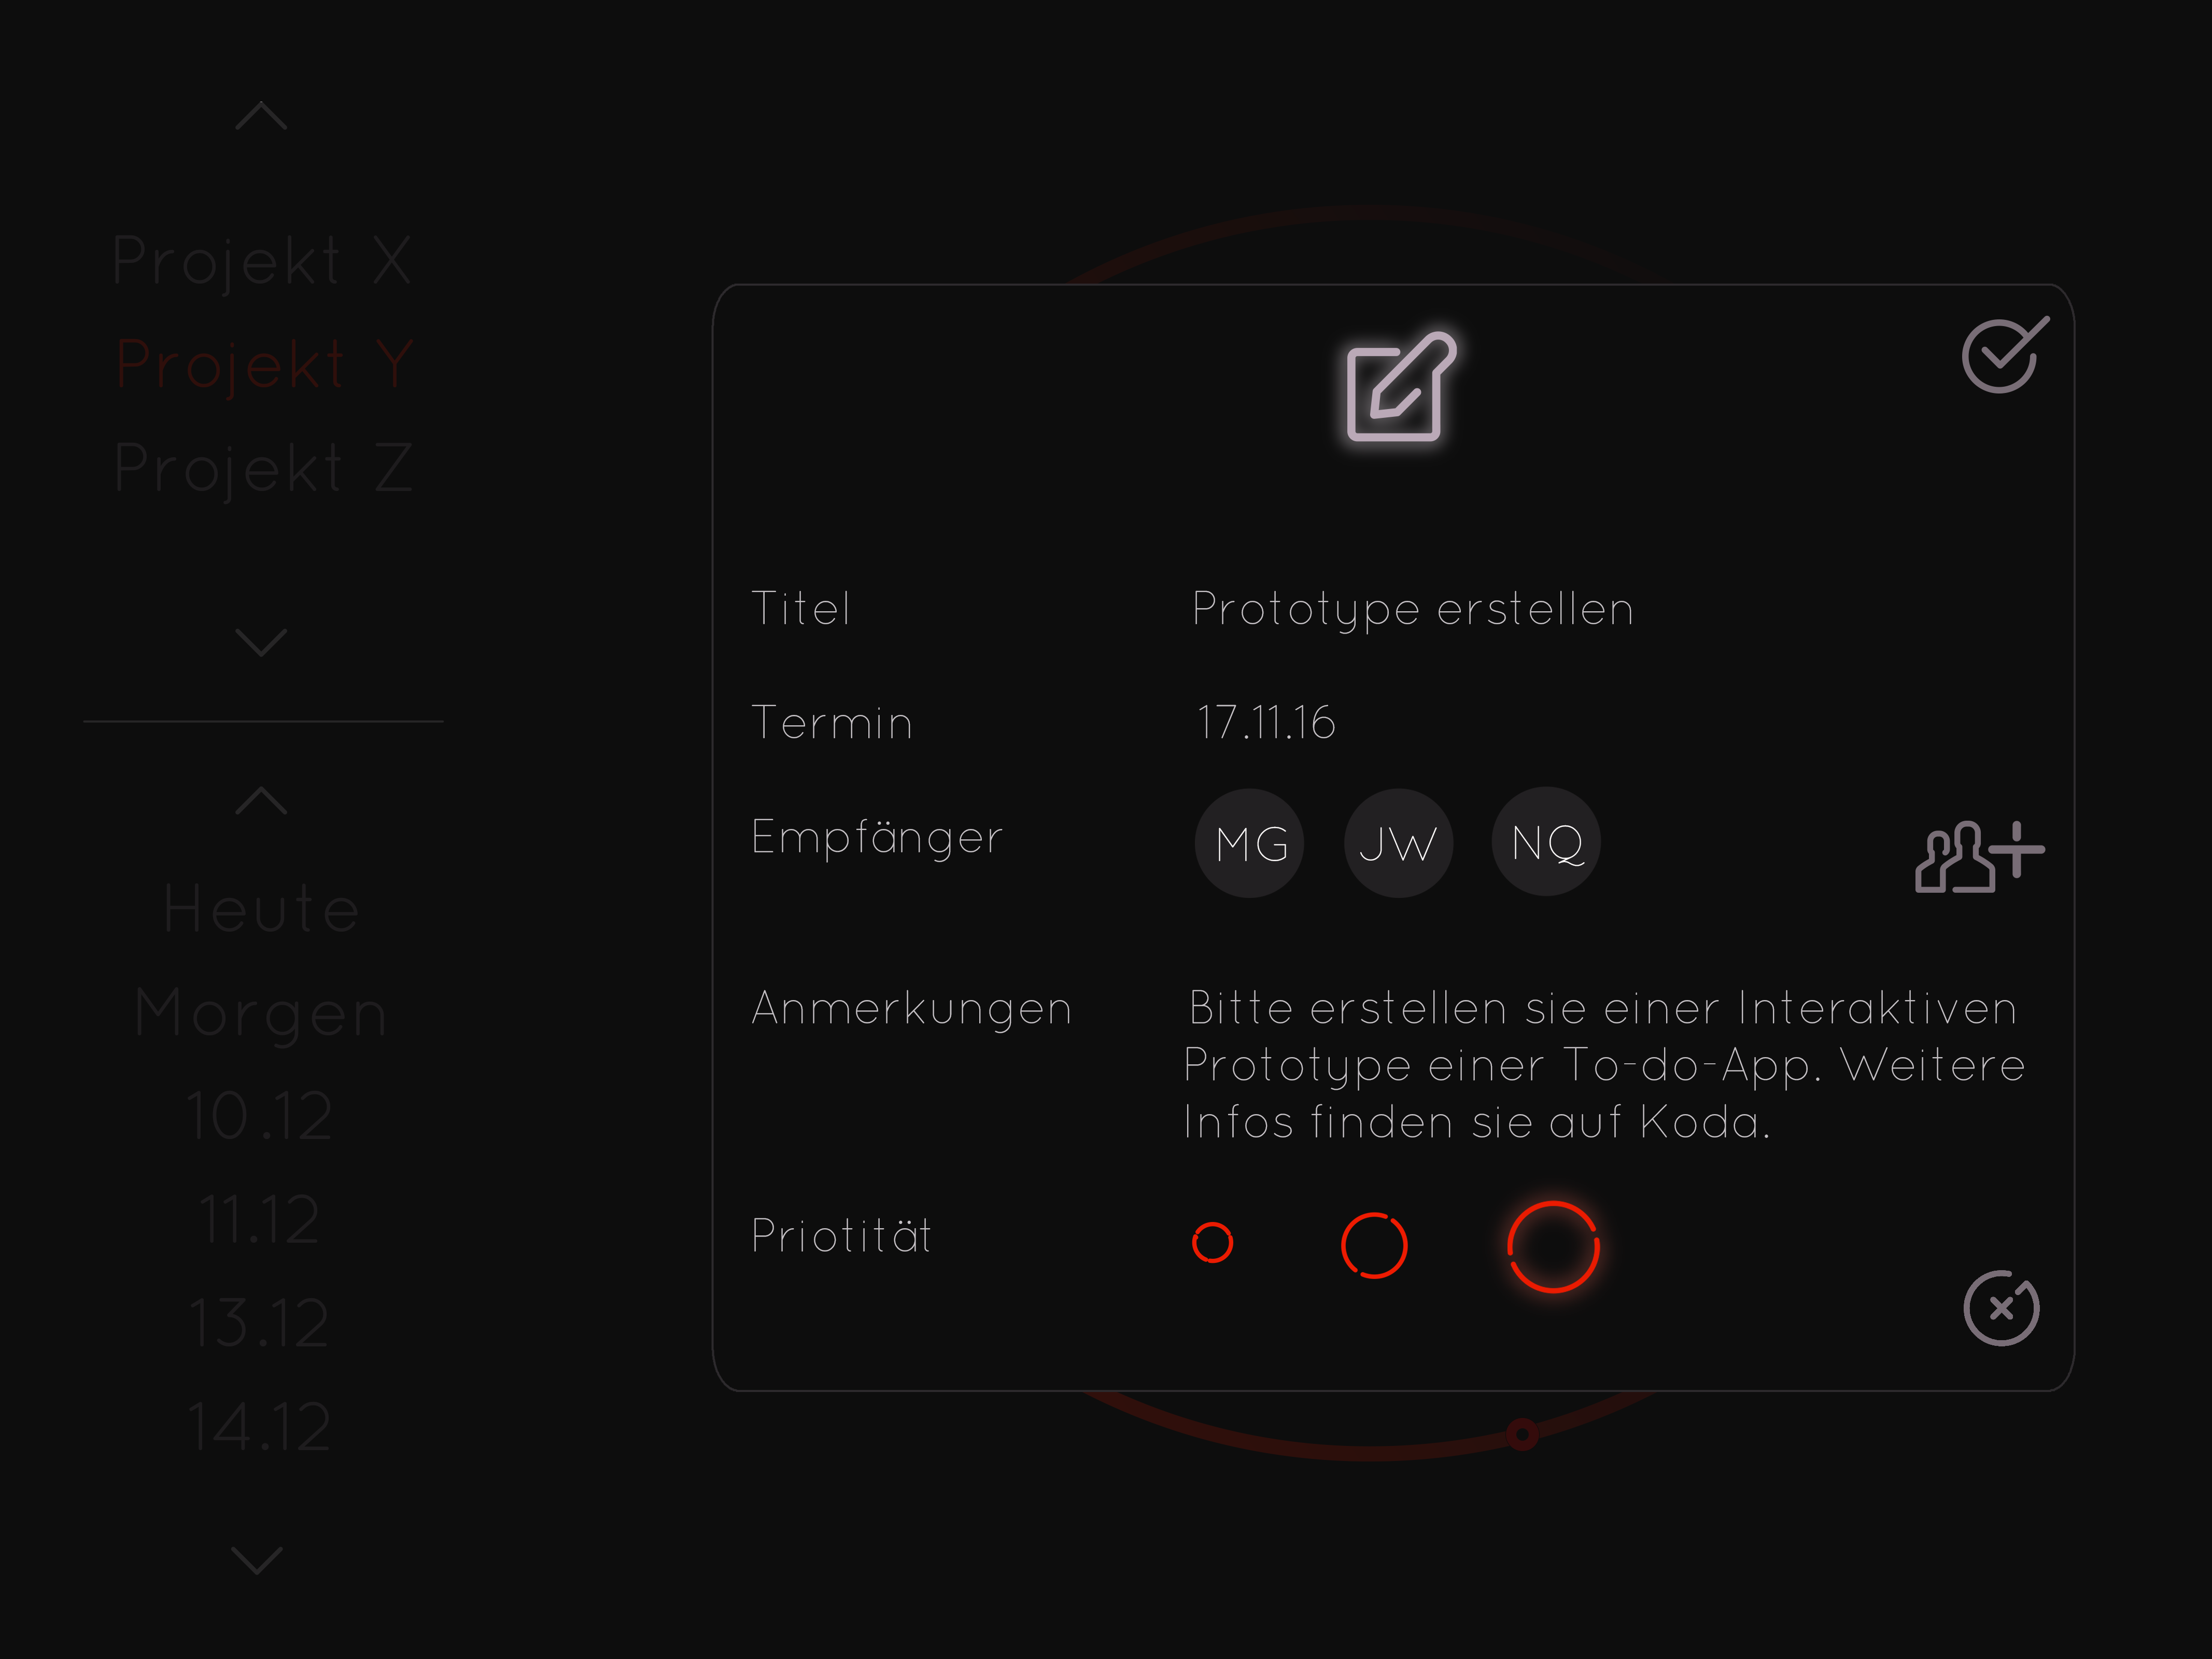 Projekt X
Projekt Y
Projekt Z
Heute
Morgen
10.12
11.12
13.12
14.12
Titel Prototype erstellen
Termin 17.11.16
Empfänger MG JW NQ
Anmerkungen Bitte erstellen sie einer Interaktiven
Prototype einer To-do-App. Weitere
Infos finden sie auf Koda.
Priotität